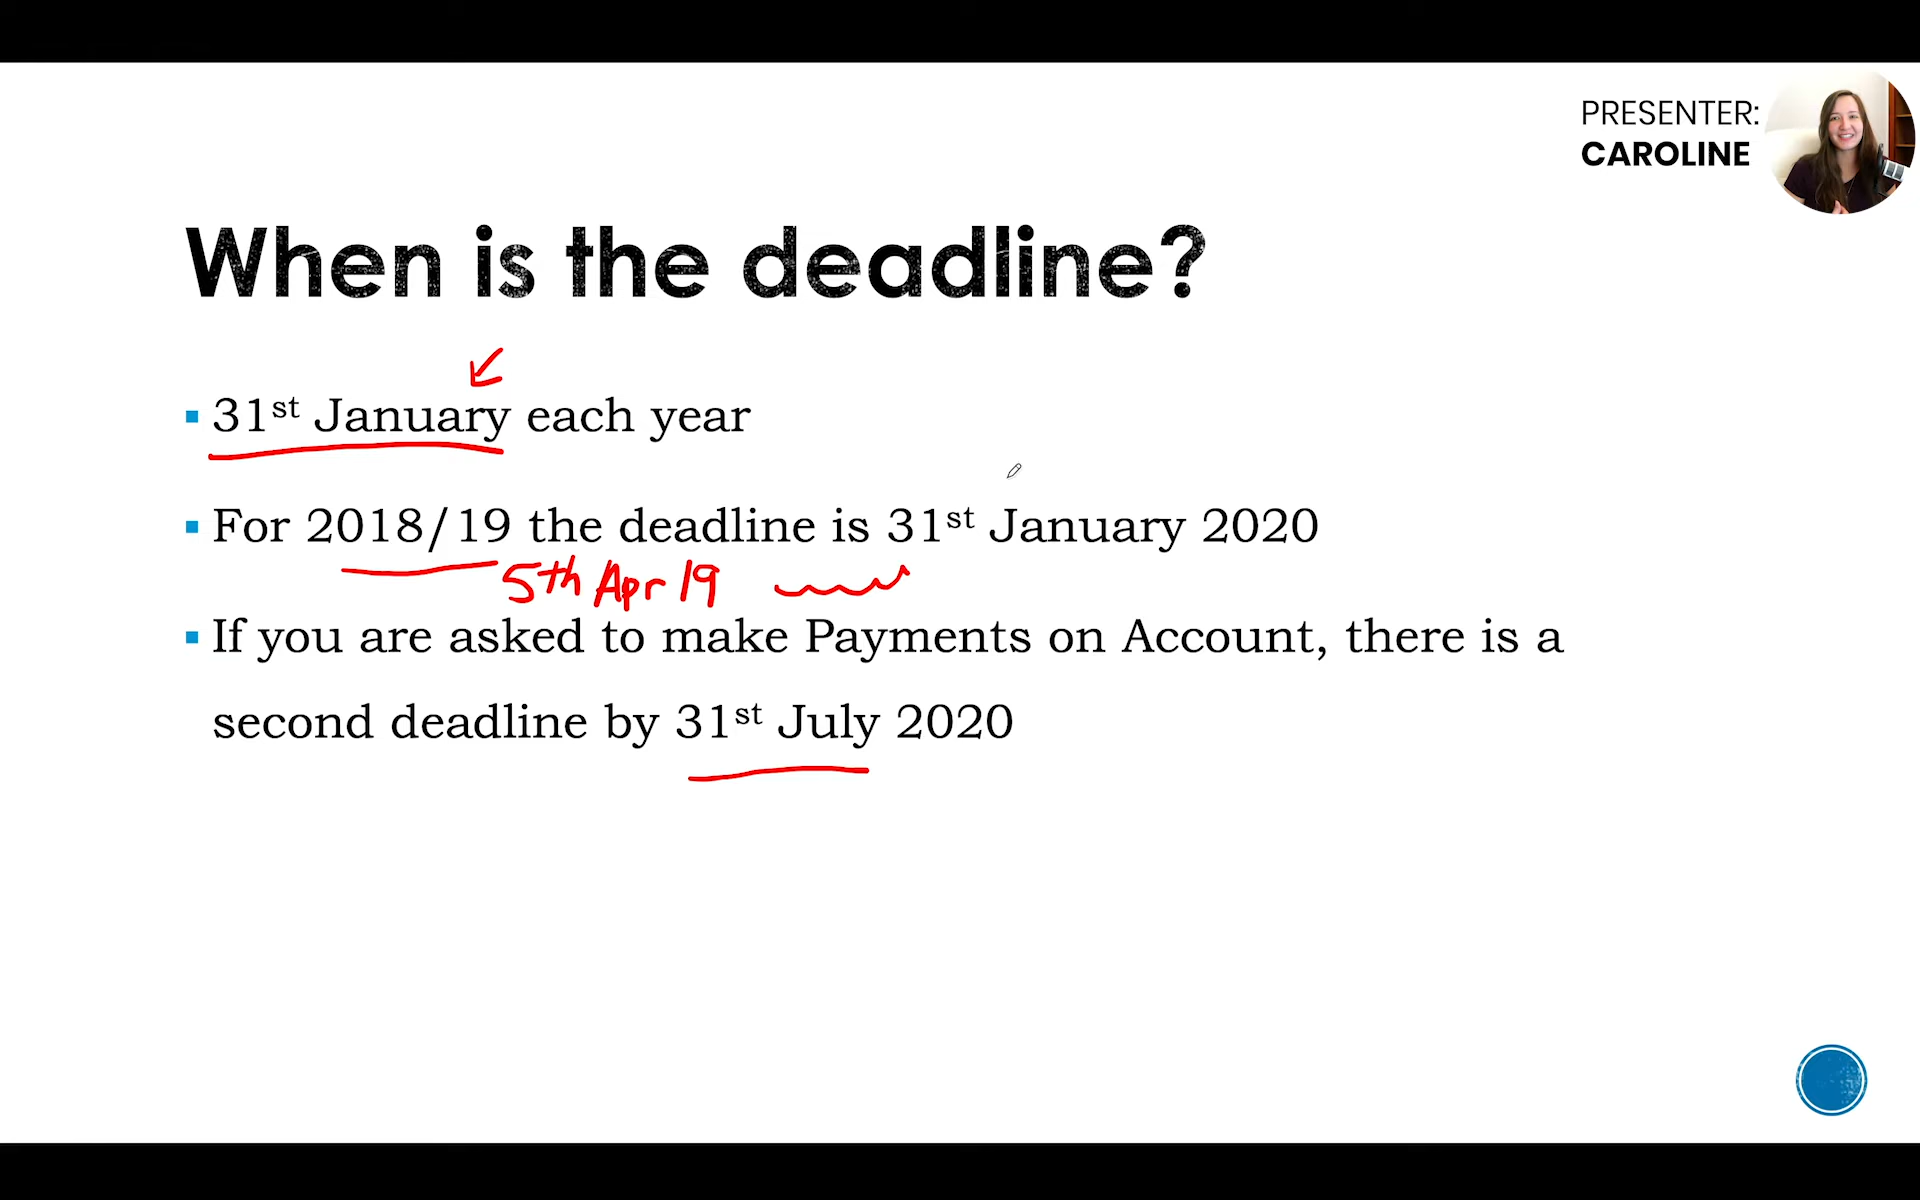 PRESENTER:
CAROLINE
When is the deadline?
31st January each year
For 2018/19 the deadline is 31st January 2020
5th Apr 19
If you are asked to make Payments on Account, there is a
second deadline by 31st July 2020